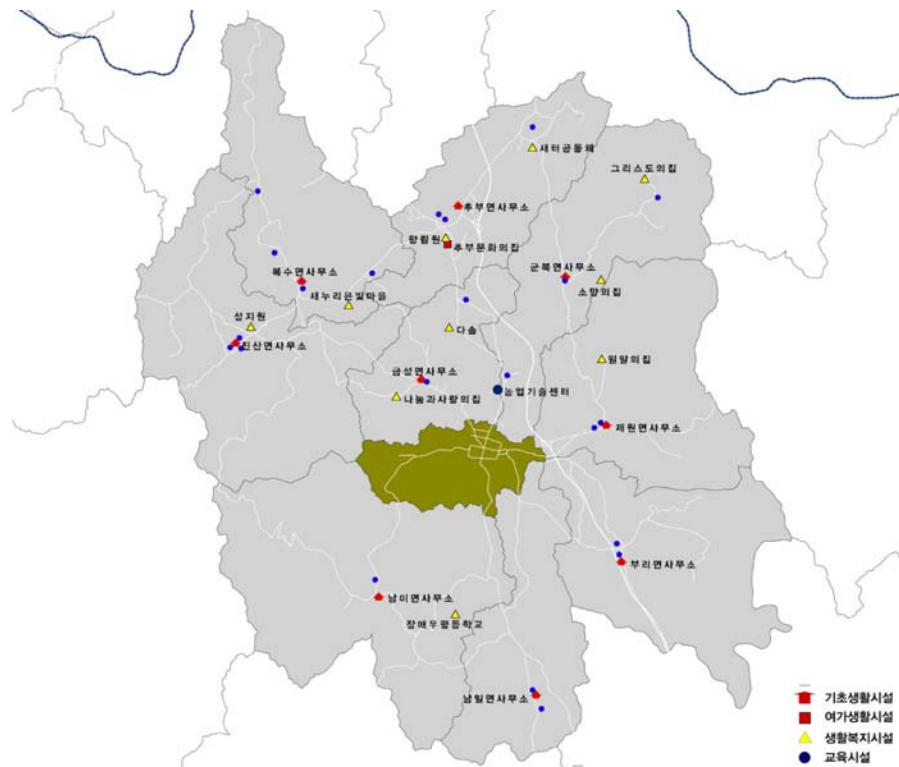 새터공동체
그리스도의집
추부면사무소
향림원
추부문화의집
군북면사무소
소망의집
복수면사무소
새누리은빛마을
성지원
진산면사무소
다솜
밀알의집
금성면사무소
농업기술센터
나눔과사랑의집
제원면사무소
부리면사무소
남이면사무소
장애우평등학교
남일면사무소
기초생활시설
여가생활시설
생활복지시설
교육시설